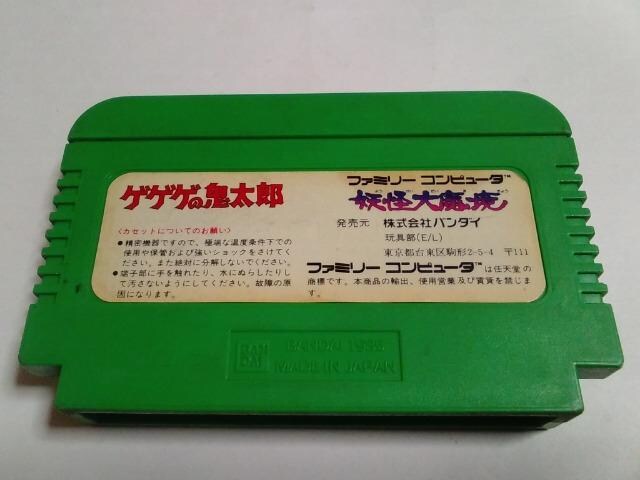 ゲゲゲの鬼太郎
〈カセットについてのお願い〉
●精密機器ですので、極端な温度条件下での
使用や保管および強いショックをさけてく
ださい。また絶対に分解しないでください。
●端子部に手を触れたり、水にぬらしたりし
て汚さないようにしてください。故障の原
因になります。
ファミリー コンピュータ™
妖怪大魔境
発売元 株式会社バンダイ
玩具部(E/L)
東京都台東区駒形2-5-4 〒111
ファミリー コンピュータ™は任天堂の
商標です。本商品の輸出、使用営業及び賃貸を禁じま
す。
BAN
DAI
BANDAI 1985
MADE IN JAPAN